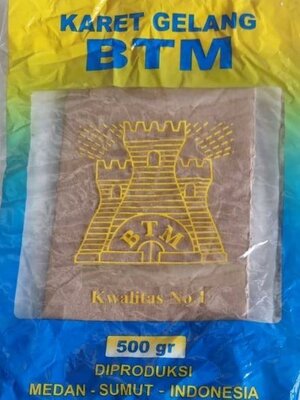 KARET GELANG
BTM
BTM
Kwalitas No.1
500 gr
DIPRODUKSI
MEDAN - SUMUT - INDONESIA